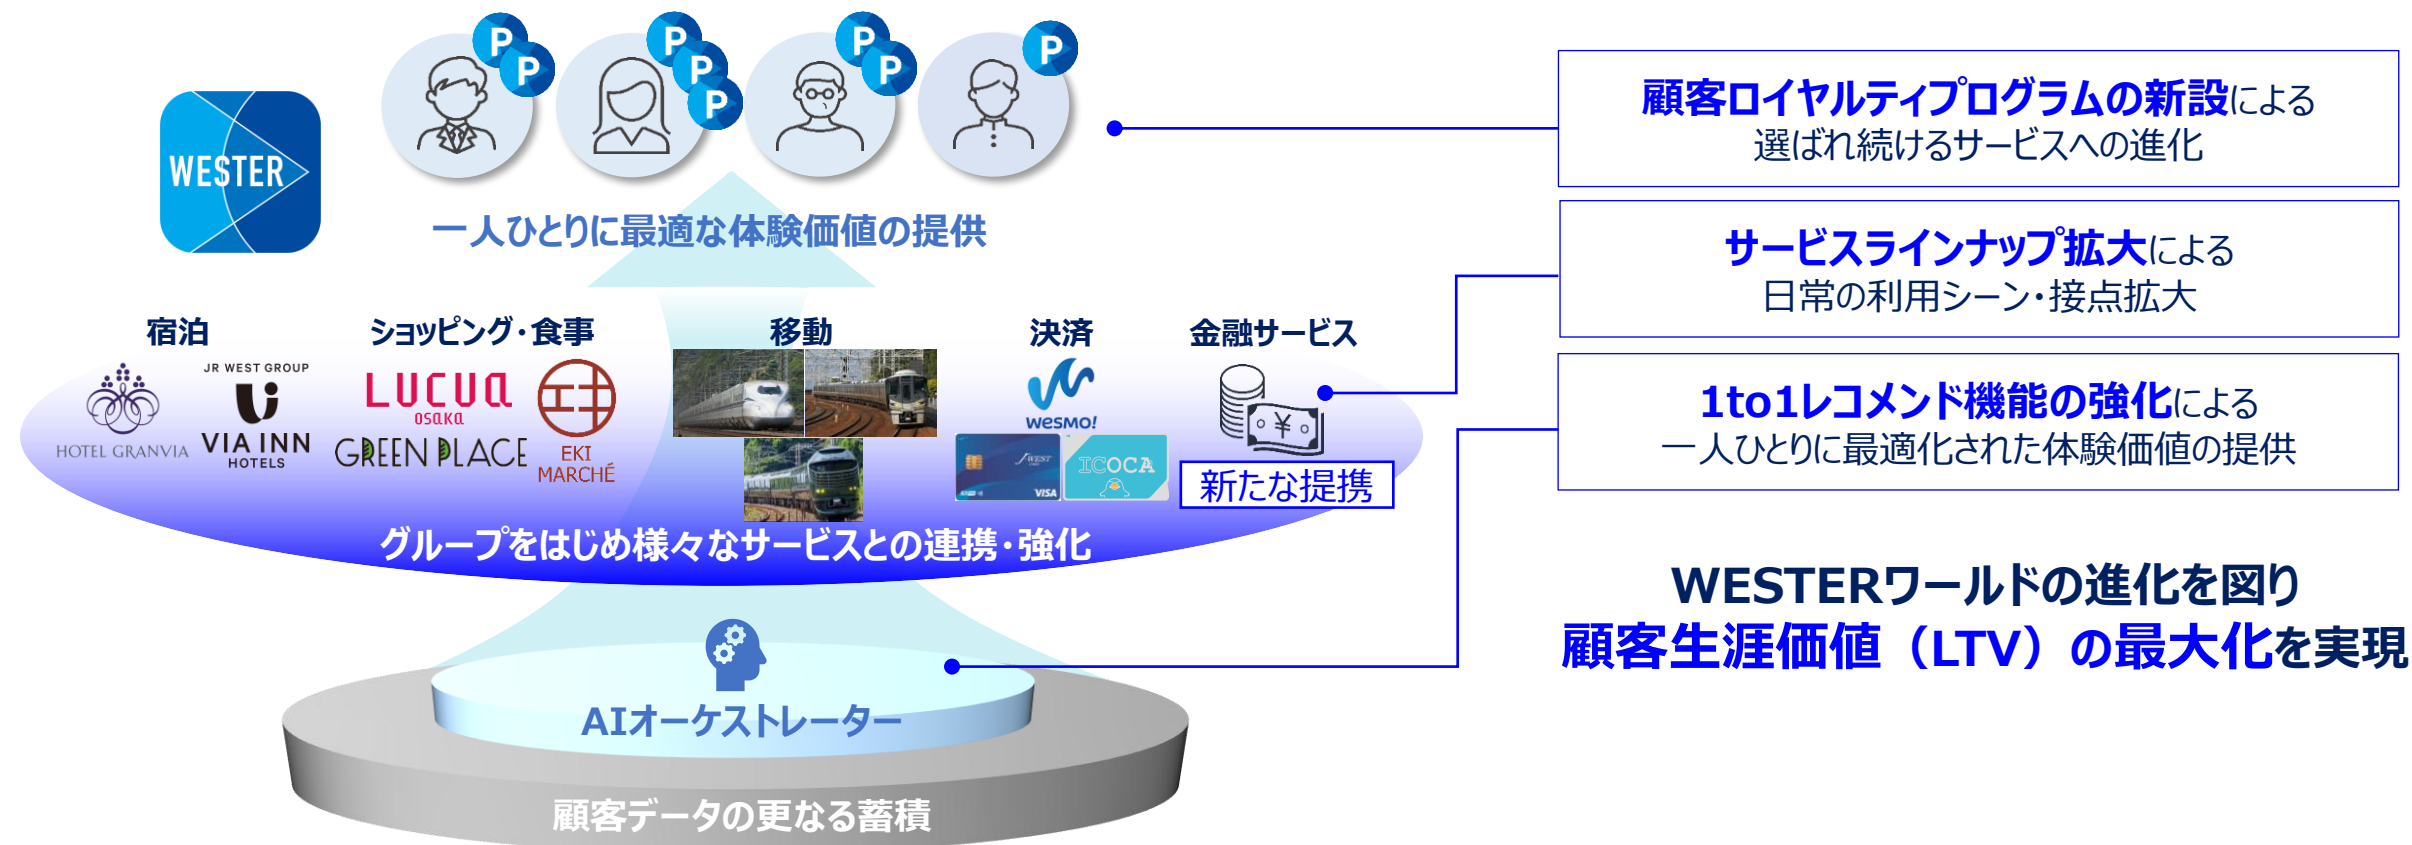 P
P
P
P
P
P
P
P
WESTER
一人ひとりに最適な体験価値の提供
宿泊
ショッピング・食事
移動
決済
金融サービス
HOTEL GRANVIA
JR WEST GROUP
VIA INN
HOTELS
LUCUA
OSAKA
GREEN PLACE
EKI
MARCHÉ
WESMO!
J-WEST
VISA
ICOCA
新たな提携
グループをはじめ様々なサービスとの連携・強化
AIオーケストレーター
顧客データの更なる蓄積
顧客ロイヤルティプログラムの新設による
選ばれ続けるサービスへの進化
サービスラインナップ拡大による
日常の利用シーン・接点拡大
1to1レコメンド機能の強化による
一人ひとりに最適化された体験価値の提供
WESTERワールドの進化を図り
顧客生涯価値（LTV）の最大化を実現